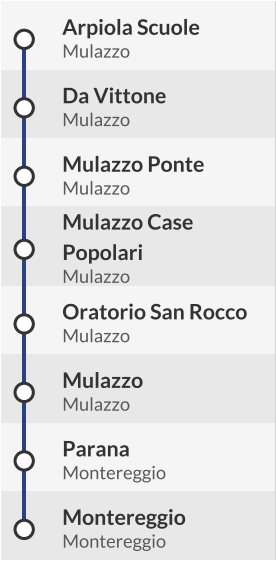 Arpiola Scuole
Mulazzo
Da Vittone
Mulazzo
Mulazzo Ponte
Mulazzo
Mulazzo Case
Popolari
Mulazzo
Oratorio San Rocco
Mulazzo
Mulazzo
Mulazzo
Parana
Montereggio
Montereggio
Montereggio